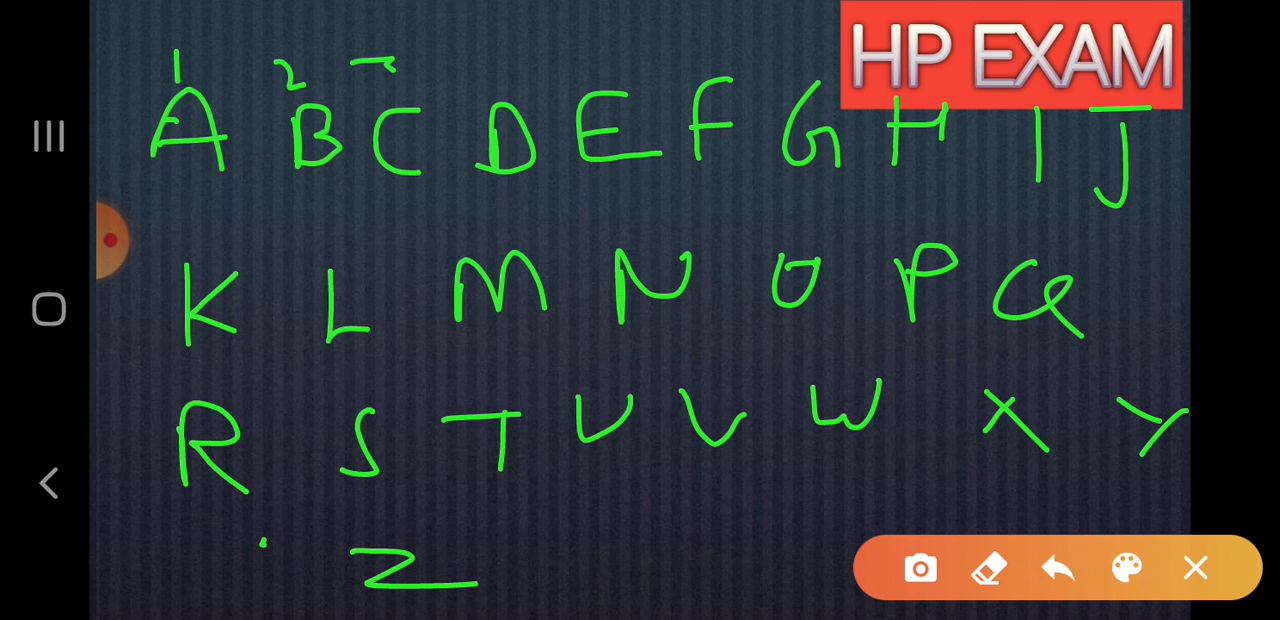 HP EXAM
1 2
A B C D E F G H I J
K L M N O P Q
R S T U V W X Y
Z